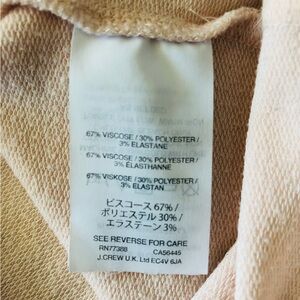 67% VISCOSE / 30% POLYESTER /
3% ELASTANE
67% VISCOSE / 30% POLYESTER /
3% ELASTHANNE
67% VISKOSE / 30% POLYESTER /
3% ELASTAN
ビスコース 67% /
ポリエステル 30% /
エラステーン 3%
SEE REVERSE FOR CARE
RN77388 CA56445
J.CREW U.K. Ltd EC4V 6JA